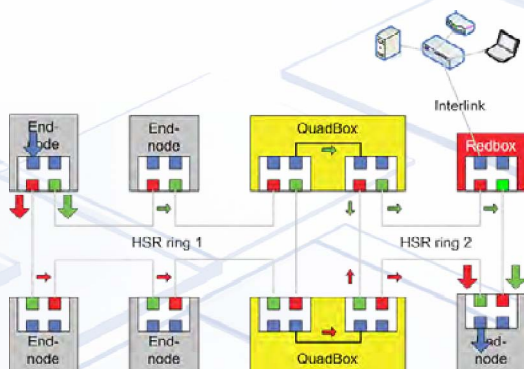 Interlink
End-
node
End-
node
QuadBox
Redbox
HSR ring 1
HSR ring 2
End-
node
End-
node
QuadBox
End-
node